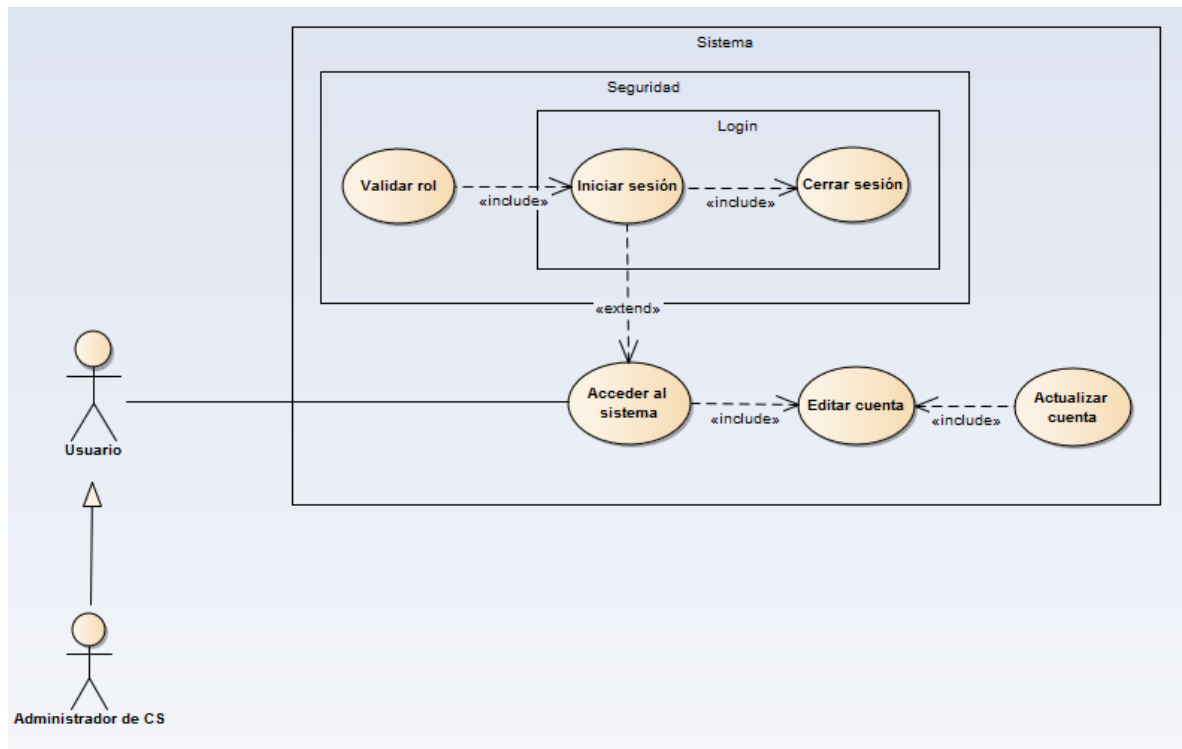 Sistema
Seguridad
Login
Validar rol
«include»
Iniciar sesión
«include»
Cerrar sesión
«extend»
Usuario
Acceder al
sistema
«include»
Editar cuenta
«include»
Actualizar
cuenta
Administrador de CS